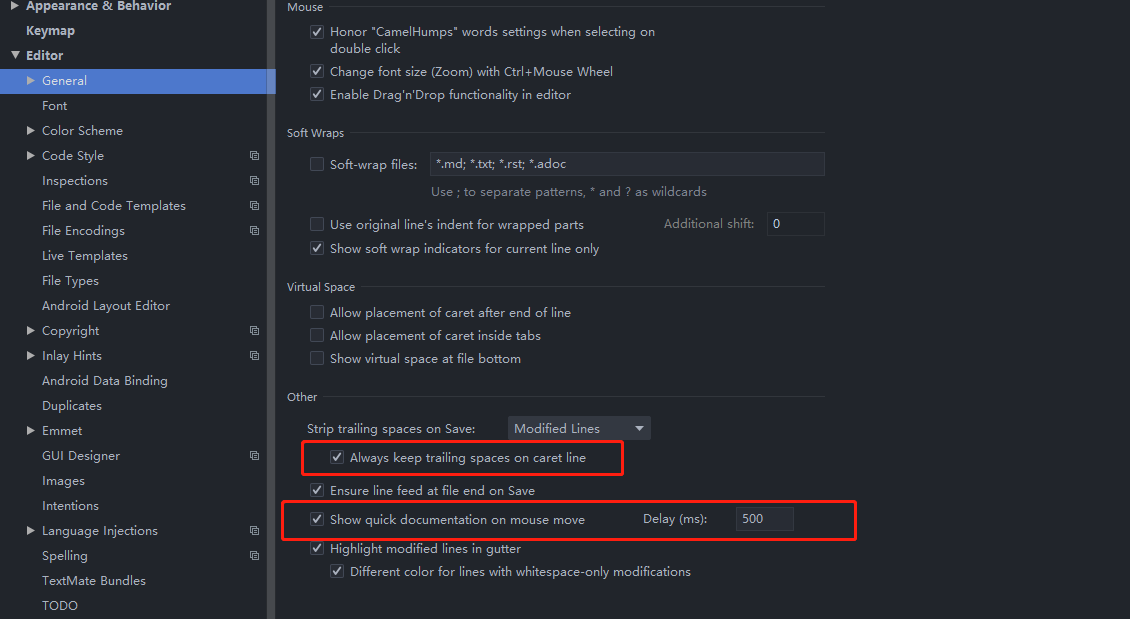 Appearance & Behavior
Keymap
Editor
General
Font
Color Scheme
Code Style
Inspections
File and Code Templates
File Encodings
Live Templates
File Types
Android Layout Editor
Copyright
Inlay Hints
Android Data Binding
Duplicates
Emmet
GUI Designer
Images
Intentions
Language Injections
Spelling
TextMate Bundles
TODO
Mouse
Honor "CamelHumps" words settings when selecting on
double click
Change font size (Zoom) with Ctrl+Mouse Wheel
Enable Drag'n'Drop functionality in editor
Soft Wraps
Soft-wrap files: *.md; *.txt; *.rst; *.adoc
Use ; to separate patterns, * and ? as wildcards
Use original line's indent for wrapped parts Additional shift: 0
Show soft wrap indicators for current line only
Virtual Space
Allow placement of caret after end of line
Allow placement of caret inside tabs
Show virtual space at file bottom
Other
Strip trailing spaces on Save: Modified Lines
Always keep trailing spaces on caret line
Ensure line feed at file end on Save
Show quick documentation on mouse move Delay (ms): 500
Highlight modified lines in gutter
Different color for lines with whitespace-only modifications